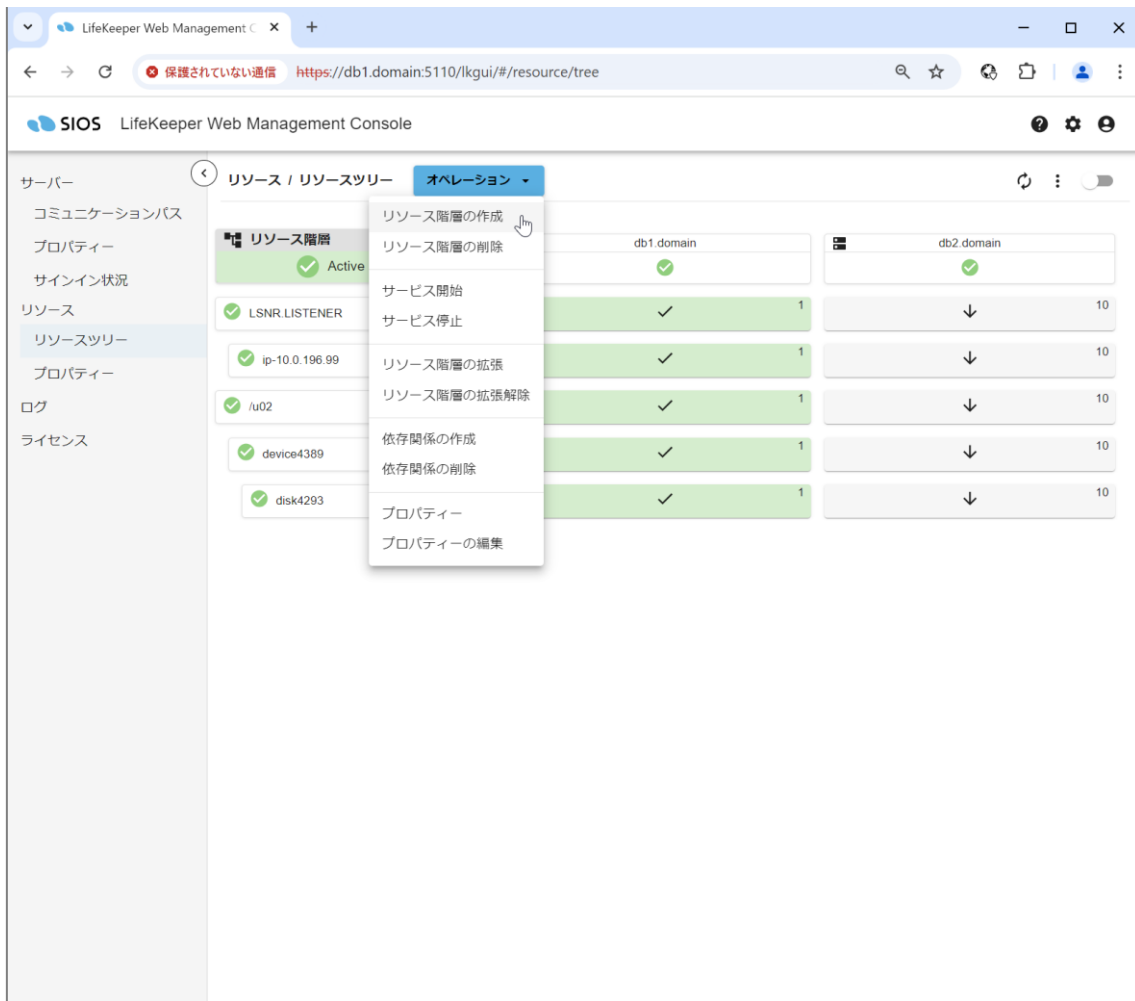 LifeKeeper Web Management C
保護されていない通信 https://db1.domain:5110/lkgui/#/resource/tree
SIOS LifeKeeper Web Management Console
サーバー
コミュニケーションパス
プロパティー
サインイン状況
リソース
リソースツリー
プロパティー
ログ
ライセンス
リソース / リソースツリー オペレーション
リソース階層の作成
リソース階層の削除
サービス開始
サービス停止
リソース階層の拡張
リソース階層の拡張解除
依存関係の作成
依存関係の削除
プロパティー
プロパティーの編集
リソース階層 db1.domain db2.domain
Active
LSNR.LISTENER 1 10
ip-10.0.196.99 1 10
/u02 1 10
device4389 1 10
disk4293 1 10